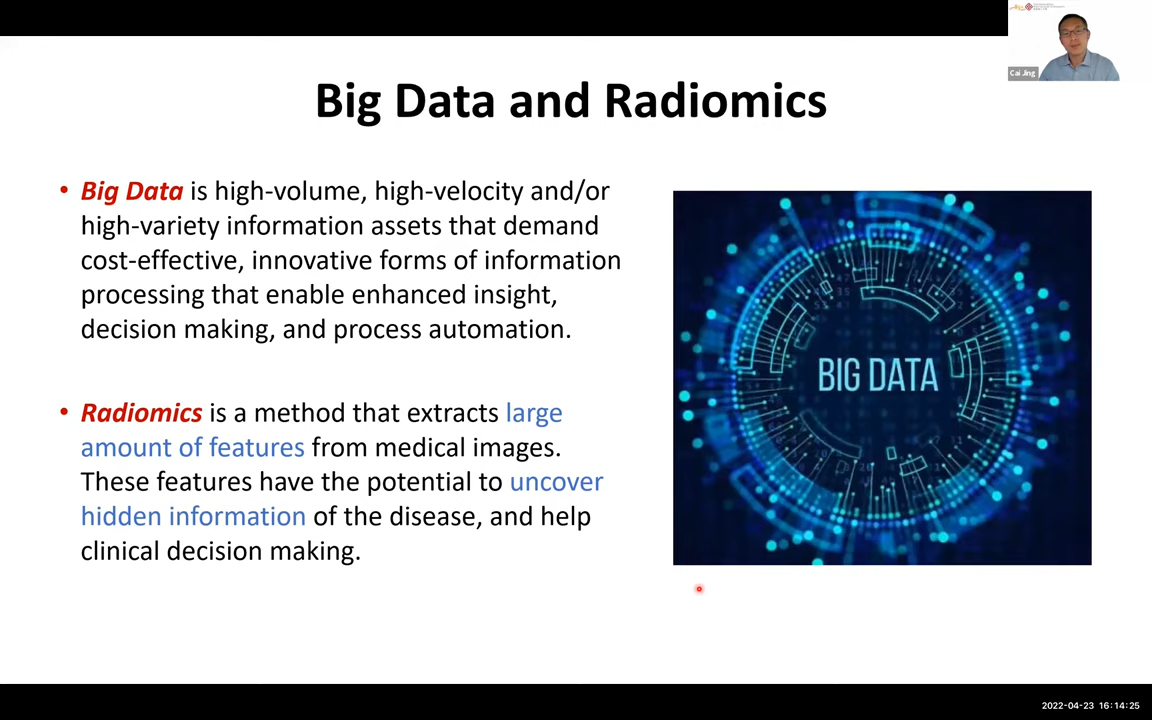 Cai Jing
Big Data and Radiomics
• Big Data is high-volume, high-velocity and/or
high-variety information assets that demand
cost-effective, innovative forms of information
processing that enable enhanced insight,
decision making, and process automation.
• Radiomics is a method that extracts large
amount of features from medical images.
These features have the potential to uncover
hidden information of the disease, and help
clinical decision making.
BIG DATA
2022-04-23 16:14:25